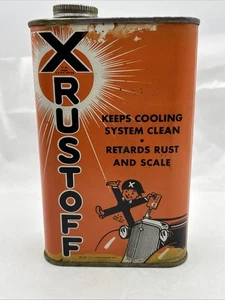 X
RUSTOFF
KEEPS COOLING
SYSTEM CLEAN
•
RETARDS RUST
AND SCALE
X